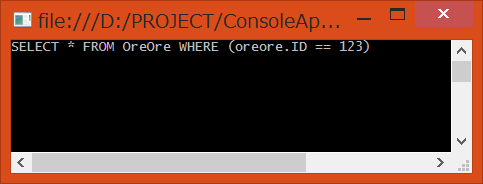 file:///D:/PROJECT/ConsoleAp...
SELECT * FROM OreOre WHERE (oreore.ID == 123)